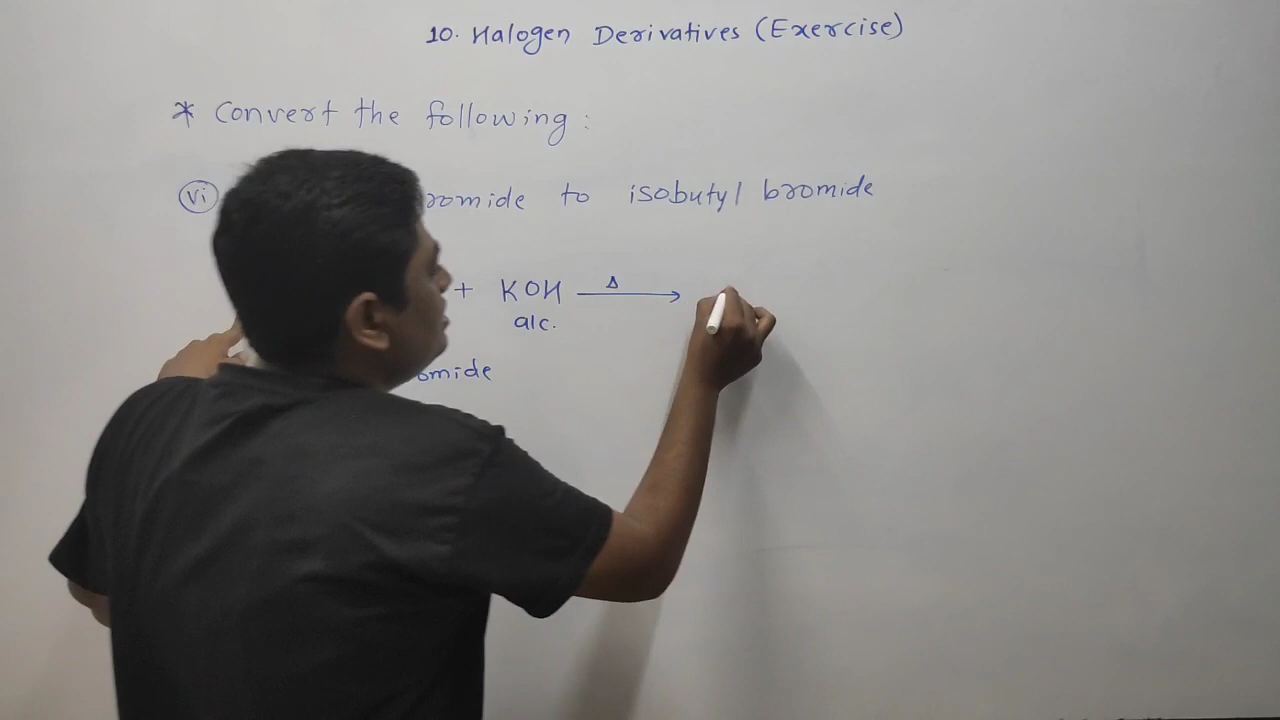 10. Halogen Derivatives (Exercise)
* Convert the following :
vi romide to isobutyl bromide
+ KOH Δ →
alc.
omide